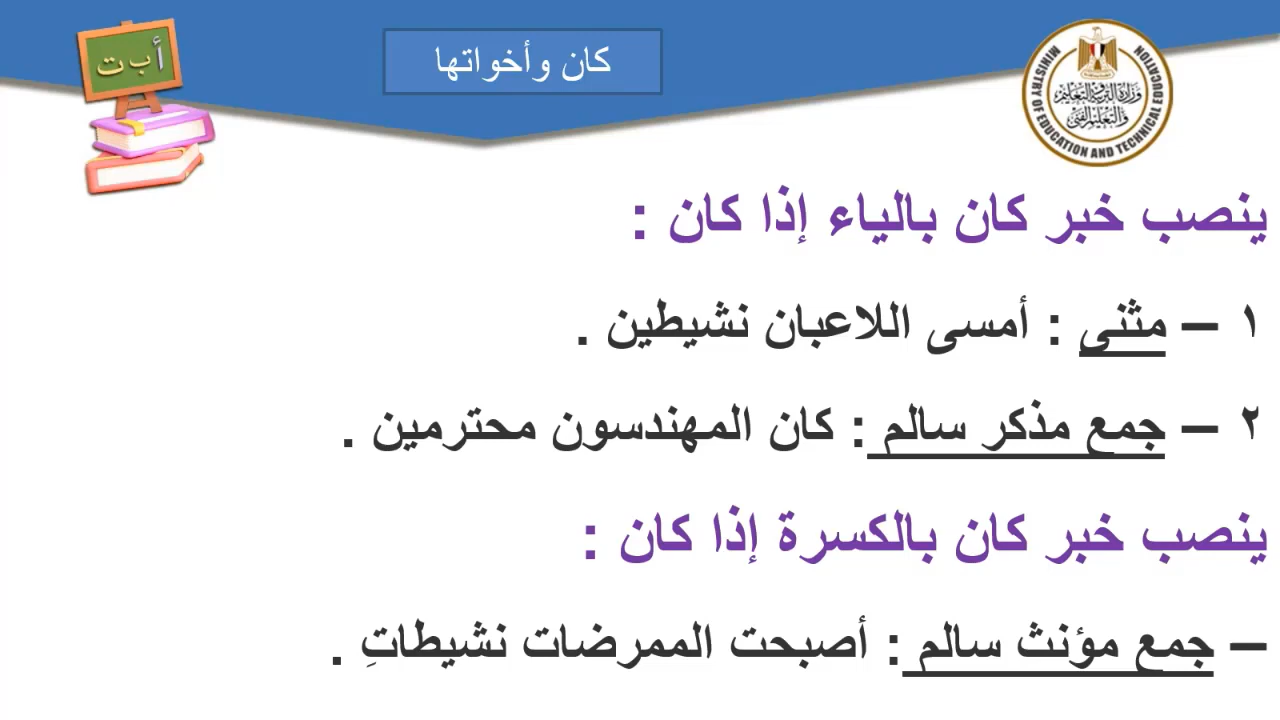 أ ب ت
كان وأخواتها
وزارة التربية والتعليم
والتعليم الفني
MINISTRY OF EDUCATION AND TECHNICAL EDUCATION
ينصب خبر كان بالياء إذا كان :
١ – مثنى : أمسى اللاعبان نشيطين .
٢ – جمع مذكر سالم : كان المهندسون محترمين .
ينصب خبر كان بالكسرة إذا كان :
– جمع مؤنث سالم : أصبحت الممرضات نشيطاتِ .